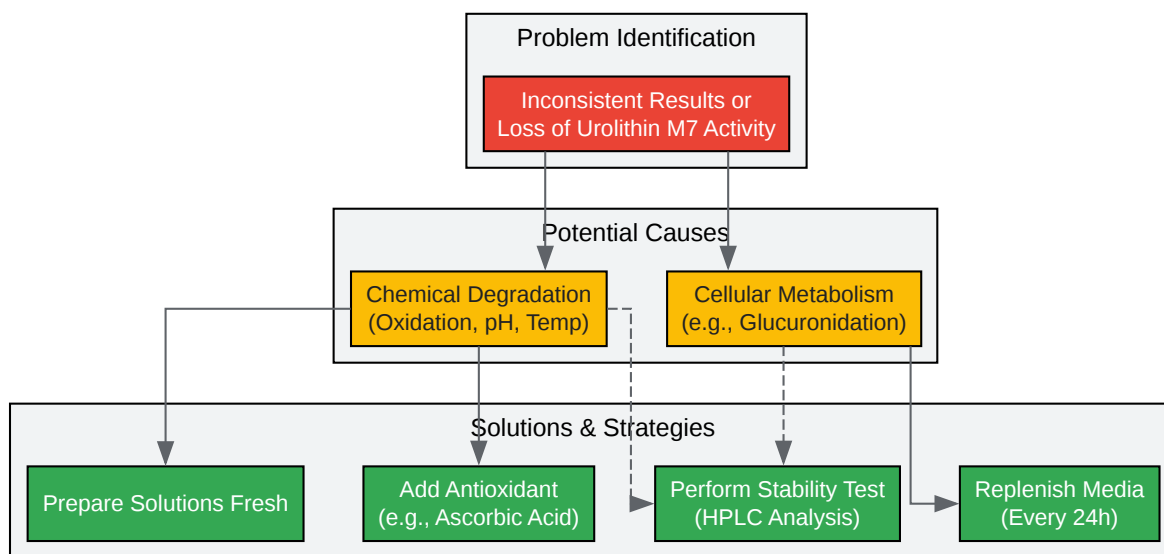 Problem Identification
Inconsistent Results or
Loss of Urolithin M7 Activity
Potential Causes
Chemical Degradation
(Oxidation, pH, Temp)
Cellular Metabolism
(e.g., Glucuronidation)
Solutions & Strategies
Prepare Solutions Fresh
Add Antioxidant
(e.g., Ascorbic Acid)
Perform Stability Test
(HPLC Analysis)
Replenish Media
(Every 24h)